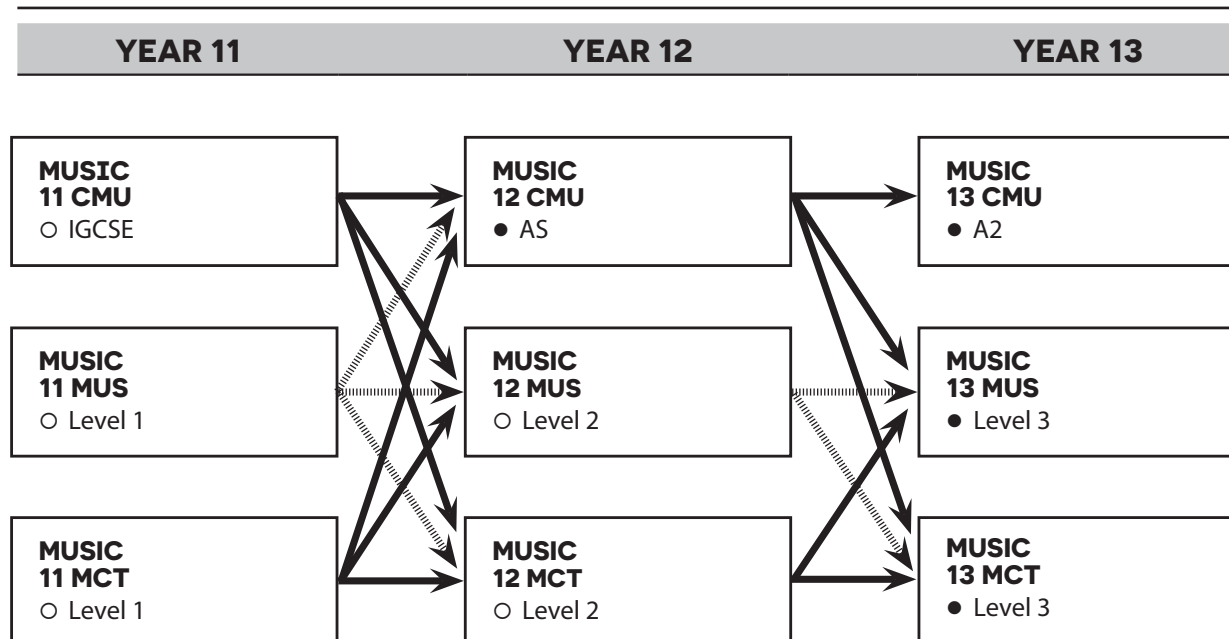 YEAR 11 YEAR 12 YEAR 13
MUSIC
11 CMU
○ IGCSE
MUSIC
12 CMU
● AS
MUSIC
13 CMU
● A2
MUSIC
11 MUS
○ Level 1
MUSIC
12 MUS
○ Level 2
MUSIC
13 MUS
● Level 3
MUSIC
11 MCT
○ Level 1
MUSIC
12 MCT
○ Level 2
MUSIC
13 MCT
● Level 3